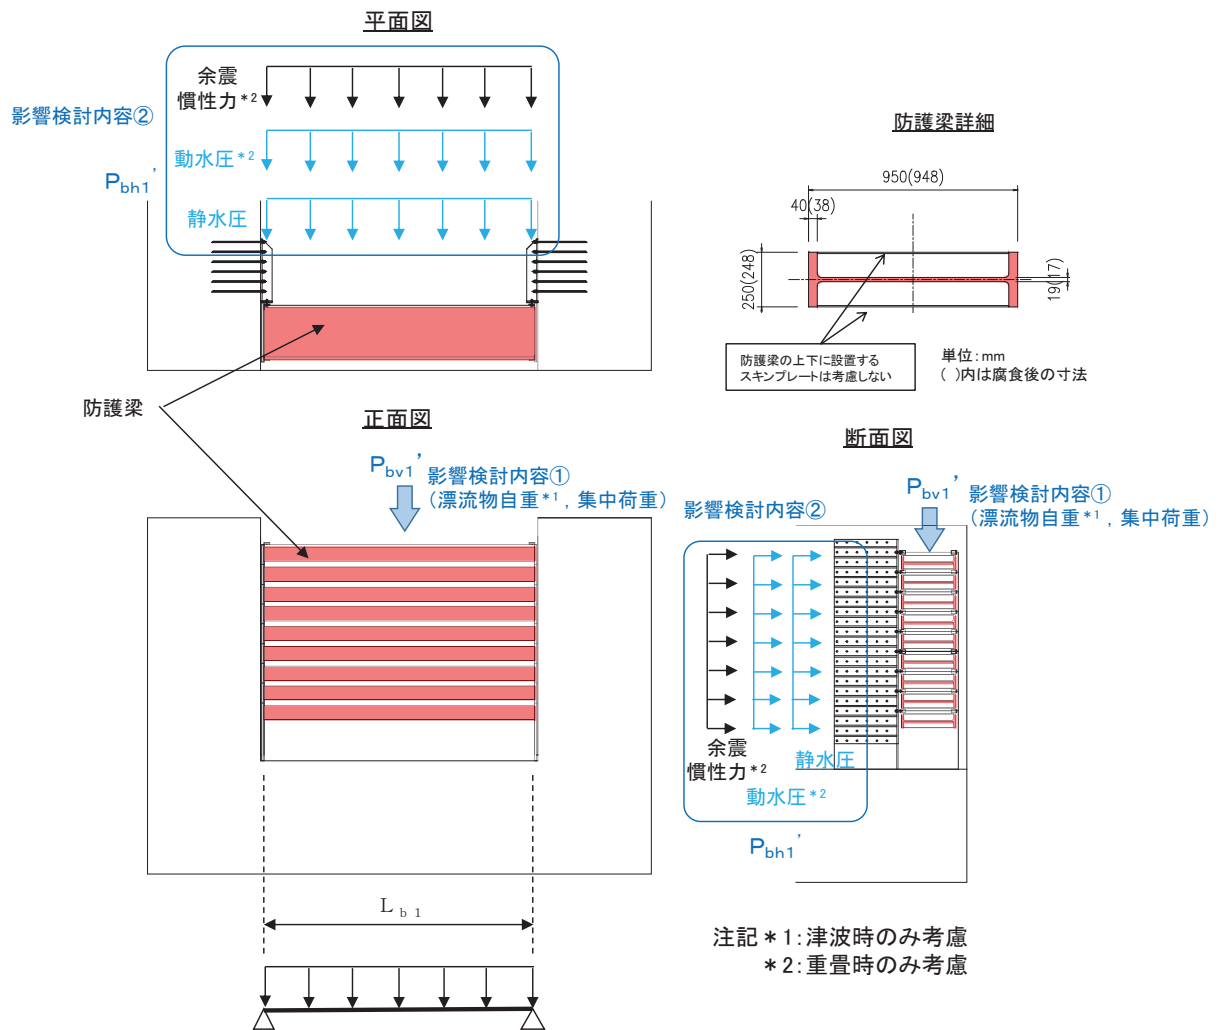 平面図
余震
慣性力*2
影響検討内容②
動水圧*2
Pbh1’
静水圧
防護梁詳細
950(948)
40(38)
250(248)
19(17)
防護梁の上下に設置する
スキンプレートは考慮しない
単位：mm
( )内は腐食後の寸法
防護梁
正面図
Pbv1’ 影響検討内容①
(漂流物自重*1，集中荷重)
断面図
Pbv1’ 影響検討内容①
(漂流物自重*1，集中荷重)
影響検討内容②
余震
慣性力*2
静水圧
動水圧*2
Pbh1’
Lb1
注記＊1：津波時のみ考慮
＊2：重畳時のみ考慮